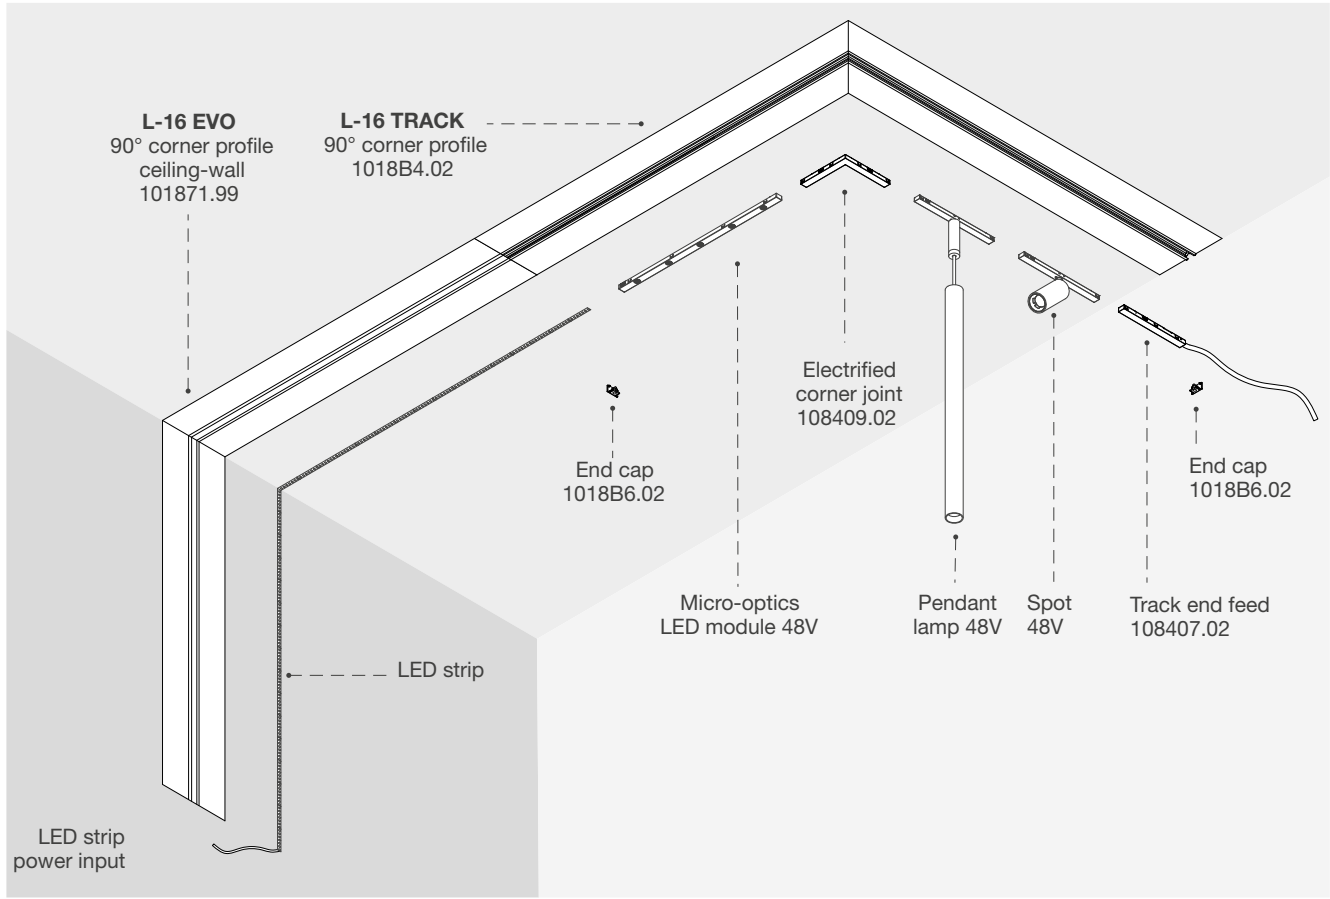 L-16 EVO
90° corner profile
ceiling-wall
101871.99
L-16 TRACK
90° corner profile
1018B4.02
Electrified
corner joint
108409.02
End cap
1018B6.02
End cap
1018B6.02
Micro-optics
LED module 48V
Pendant
lamp 48V
Spot
48V
Track end feed
108407.02
LED strip
LED strip
power input